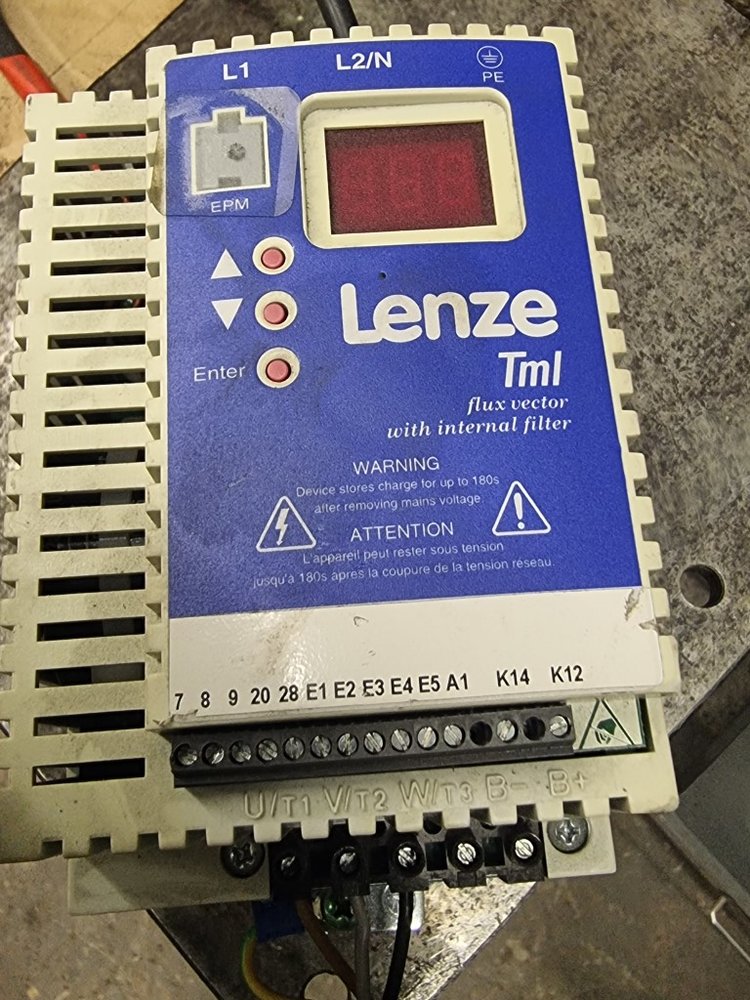 L1 L2/N PE
EPM
Enter
Lenze
Tml
flux vector
with internal filter
WARNING
Device stores charge for up to 180s
after removing mains voltage.
ATTENTION
L'appareil peut rester sous tension
jusqu'à 180s après la coupure de la tension réseau.
7 8 9 20 28 E1 E2 E3 E4 E5 A1 K14 K12
U/T1 V/T2 W/T3 B- B+